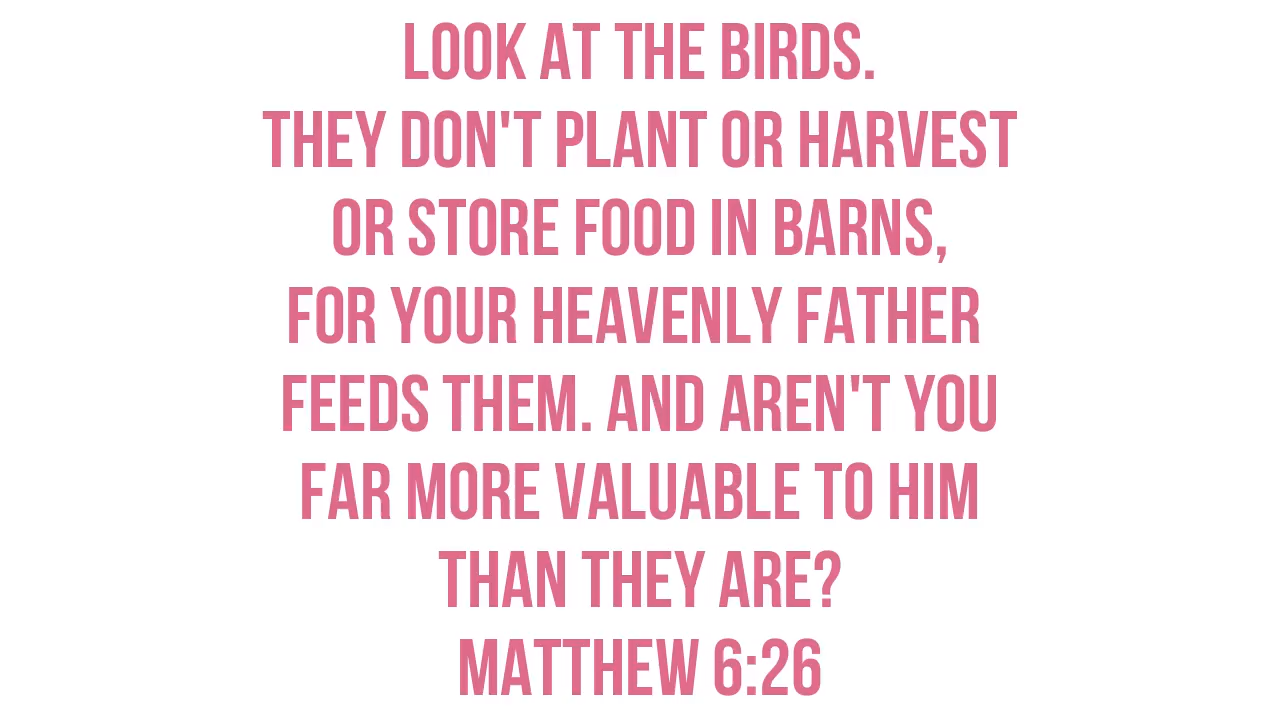 LOOK AT THE BIRDS.
THEY DON'T PLANT OR HARVEST
OR STORE FOOD IN BARNS,
FOR YOUR HEAVENLY FATHER
FEEDS THEM. AND AREN'T YOU
FAR MORE VALUABLE TO HIM
THAN THEY ARE?
MATTHEW 6:26